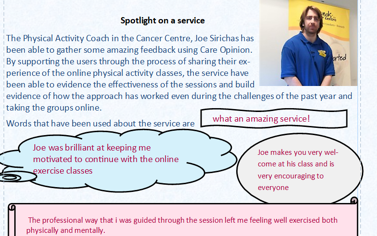 Spotlight on a service
The Physical Activity Coach in the Cancer Centre, Joe Sirichas has
been able to gather some amazing feedback using Care Opinion.
By supporting the users through the process of sharing their ex-
perience of the online physical activity classes, the service have
been able to evidence the effectiveness of the sessions and build
evidence of how the approach has worked even during the challenges of the past year and
taking the groups online.
Words that have been used about the service are
what an amazing service!
Joe was brilliant at keeping me
motivated to continue with the online
exercise classes
Joe makes you very wel-
come at his class and is
very encouraging to
everyone
The professional way that i was guided through the session left me feeling well exercised both
physically and mentally.